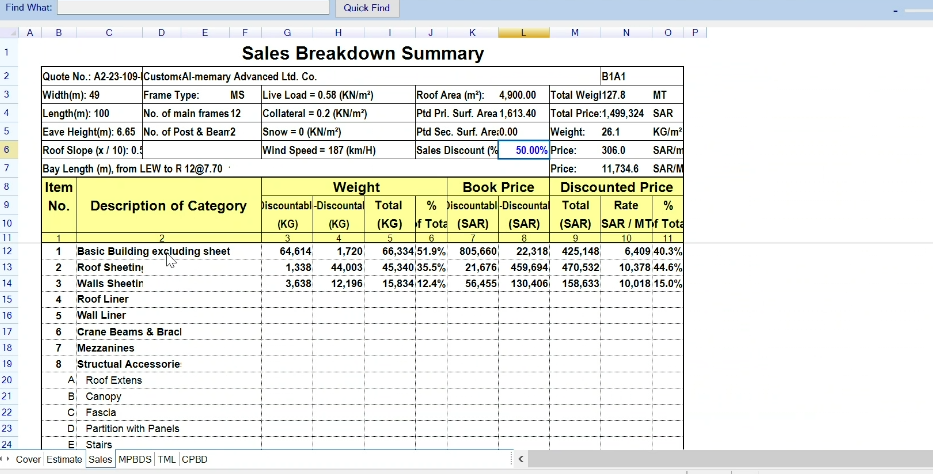 Find What: Quick Find
A B C D E F G H I J K L M N O P
1 Sales Breakdown Summary
2 Quote No.: A2-23-109- Custome Al-memary Advanced Ltd. Co. B1A1
3 Width(m): 49 Frame Type: MS Live Load = 0.58 (KN/m²) Roof Area (m²): 4,900.00 Total Weigl 127.8 MT
4 Length(m): 100 No. of main frames 12 Collateral = 0.2 (KN/m²) Ptd Pri. Surf. Area 1,613.40 Total Price: 1,499,324 SAR
5 Eave Height(m): 6.65 No. of Post & Beam 2 Snow = 0 (KN/m²) Ptd Sec. Surf. Are: 0.00 Weight: 26.1 KG/m²
6 Roof Slope (x / 10): 0.5 Wind Speed = 187 (km/H) Sales Discount (% 50.00% Price: 306.0 SAR/m
7 Bay Length (m), from LEW to R 12@7.70 Price: 11,734.6 SAR/M
8 Item Weight Book Price Discounted Price
9 No. Description of Category Discountabl -Discountal Total % Discountabl -Discountal Total Rate %
10 (KG) (KG) (KG) of Tota (SAR) (SAR) (SAR) SAR / MT of Tota
11 1 2 3 4 5 6 7 8 9 10 11
12 1 Basic Building excluding sheet 64,614 1,720 66,334 51.9% 805,660 22,318 425,148 6,409 40.3%
13 2 Roof Sheeting 1,338 44,003 45,340 35.5% 21,676 459,694 470,532 10,378 44.6%
14 3 Walls Sheetin 3,638 12,196 15,834 12.4% 56,455 130,406 158,633 10,018 15.0%
15 4 Roof Liner
16 5 Wall Liner
17 6 Crane Beams & Bracl
18 7 Mezzanines
19 8 Structual Accessorie
20 A Roof Extens
21 B Canopy
22 C Fascia
23 D Partition with Panels
24 E Stairs
Cover Estimate Sales MPBDS TML CPBD